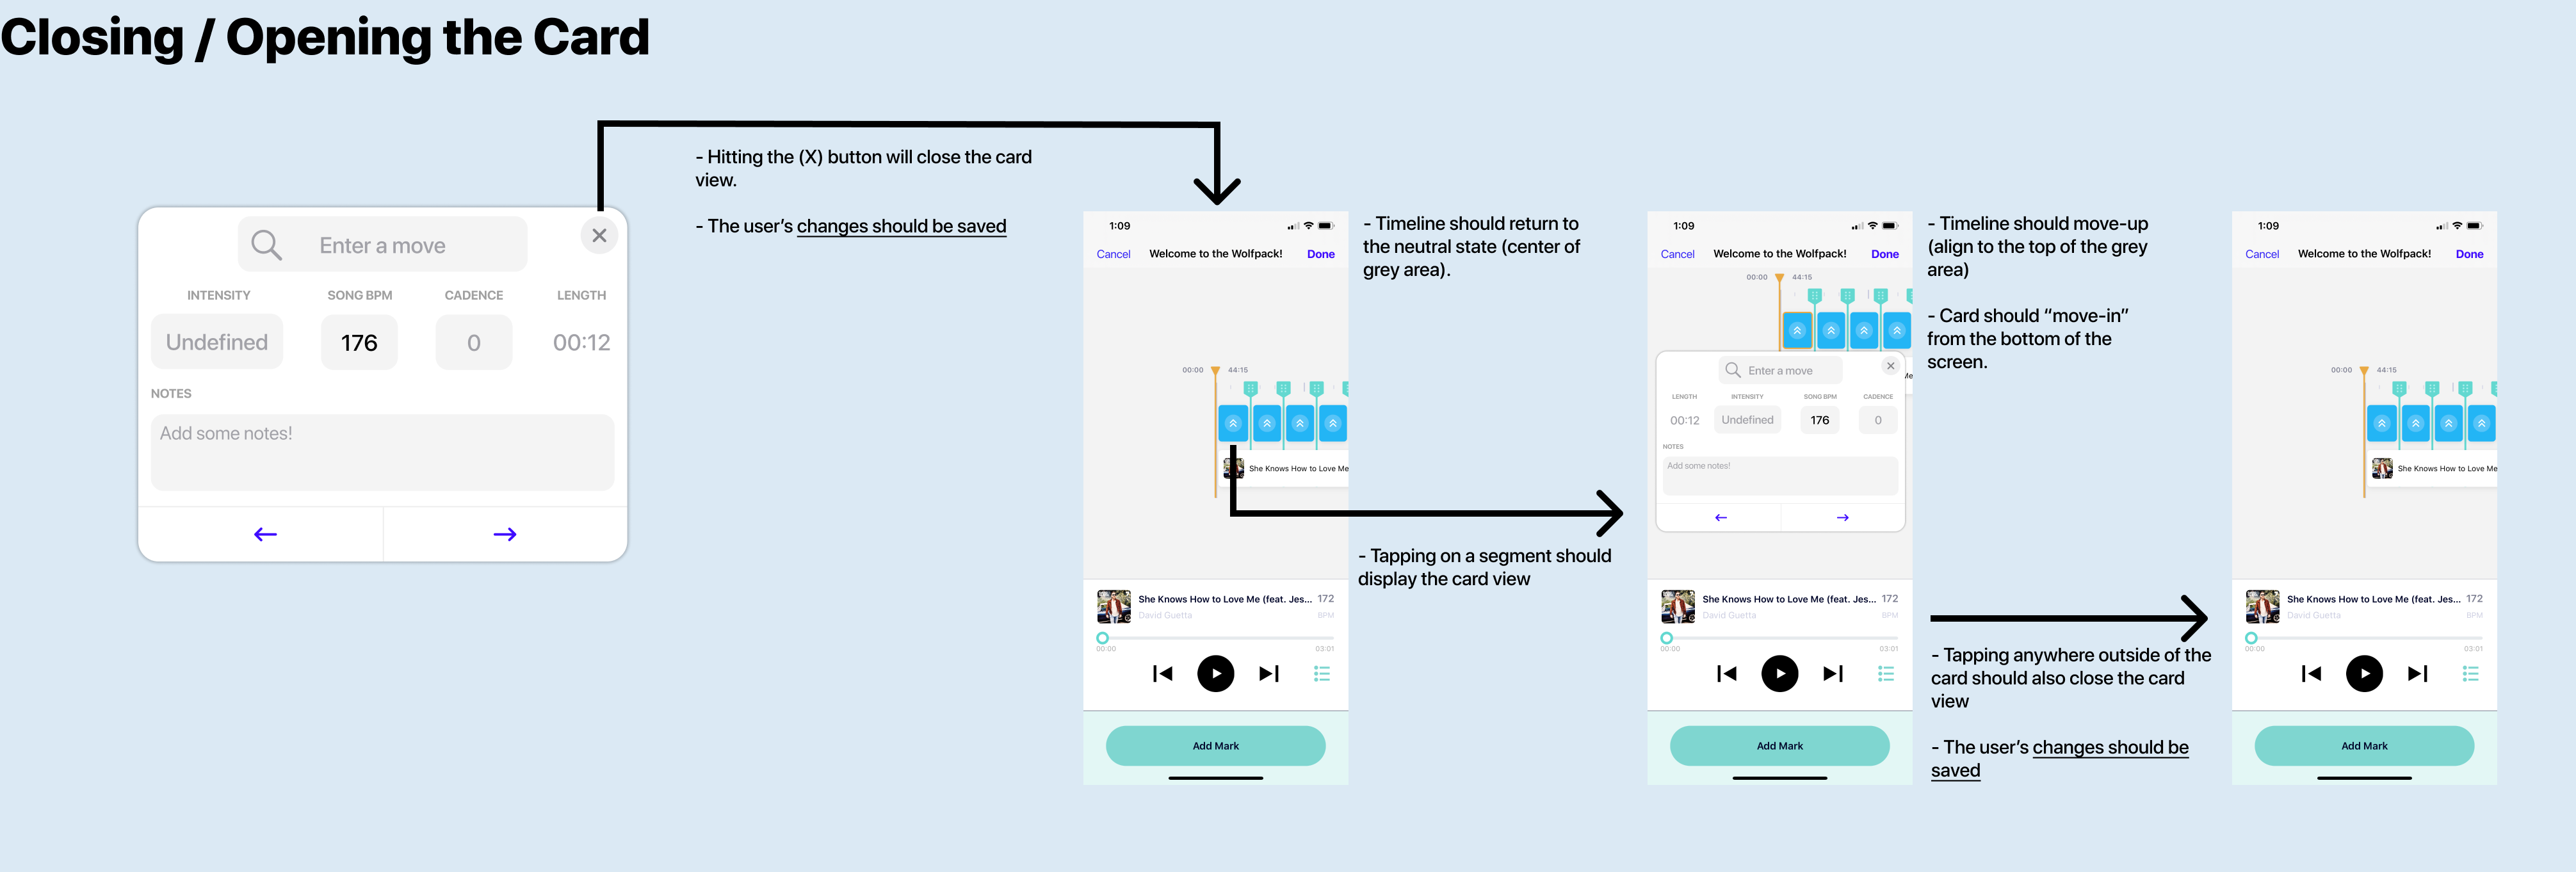 Closing / Opening the Card
- Hitting the (X) button will close the card
view.
- The user's changes should be saved
Enter a move
INTENSITY SONG BPM CADENCE LENGTH
Undefined 176 0 00:12
NOTES
Add some notes!
1:09
Cancel Welcome to the Wolfpack! Done
00:00 44:15
She Knows How to Love Me
She Knows How to Love Me (feat. Jes... 172
David Guetta BPM
00:00 03:01
Add Mark
- Timeline should return to
the neutral state (center of
grey area).
- Tapping on a segment should
display the card view
1:09
Cancel Welcome to the Wolfpack! Done
00:00 44:15
Enter a move
Me
LENGTH INTENSITY SONG BPM CADENCE
00:12 Undefined 176 0
NOTES
Add some notes!
She Knows How to Love Me (feat. Jes... 172
David Guetta BPM
00:00 03:01
Add Mark
- Timeline should move-up
(align to the top of the grey
area)
- Card should “move-in”
from the bottom of the
screen.
- Tapping anywhere outside of the
card should also close the card
view
- The user's changes should be
saved
1:09
Cancel Welcome to the Wolfpack! Done
00:00 44:15
She Knows How to Love Me
She Knows How to Love Me (feat. Jes... 172
David Guetta BPM
00:00 03:01
Add Mark